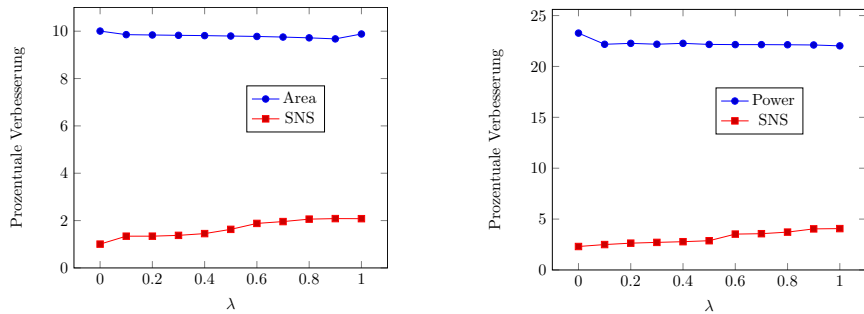 Prozentuale Verbesserung
10
8
6
4
2
0
0 0.2 0.4 0.6 0.8 1
λ
Area
SNS
Prozentuale Verbesserung
25
20
15
10
5
0
0 0.2 0.4 0.6 0.8 1
λ
Power
SNS